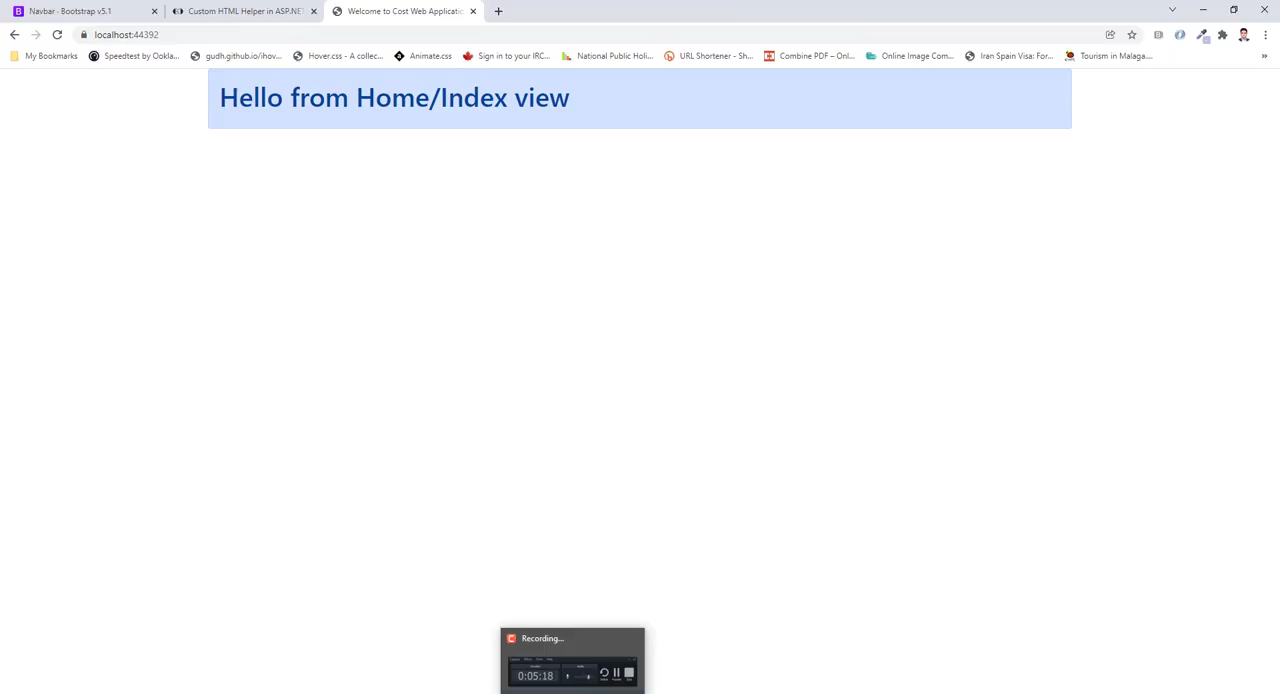 Navbar · Bootstrap v5.1
Custom HTML Helper in ASP.NET
Welcome to Cost Web Applicatio
localhost:44392
My Bookmarks
Speedtest by Ookla...
gudh.github.io/ihov...
Hover.css - A collec...
Animate.css
Sign in to your IRC...
National Public Holi...
URL Shortener - Sh...
Combine PDF – Onl...
Online Image Com...
Iran Spain Visa: For...
Tourism in Malaga....
Hello from Home/Index view
Recording...
0:05:18